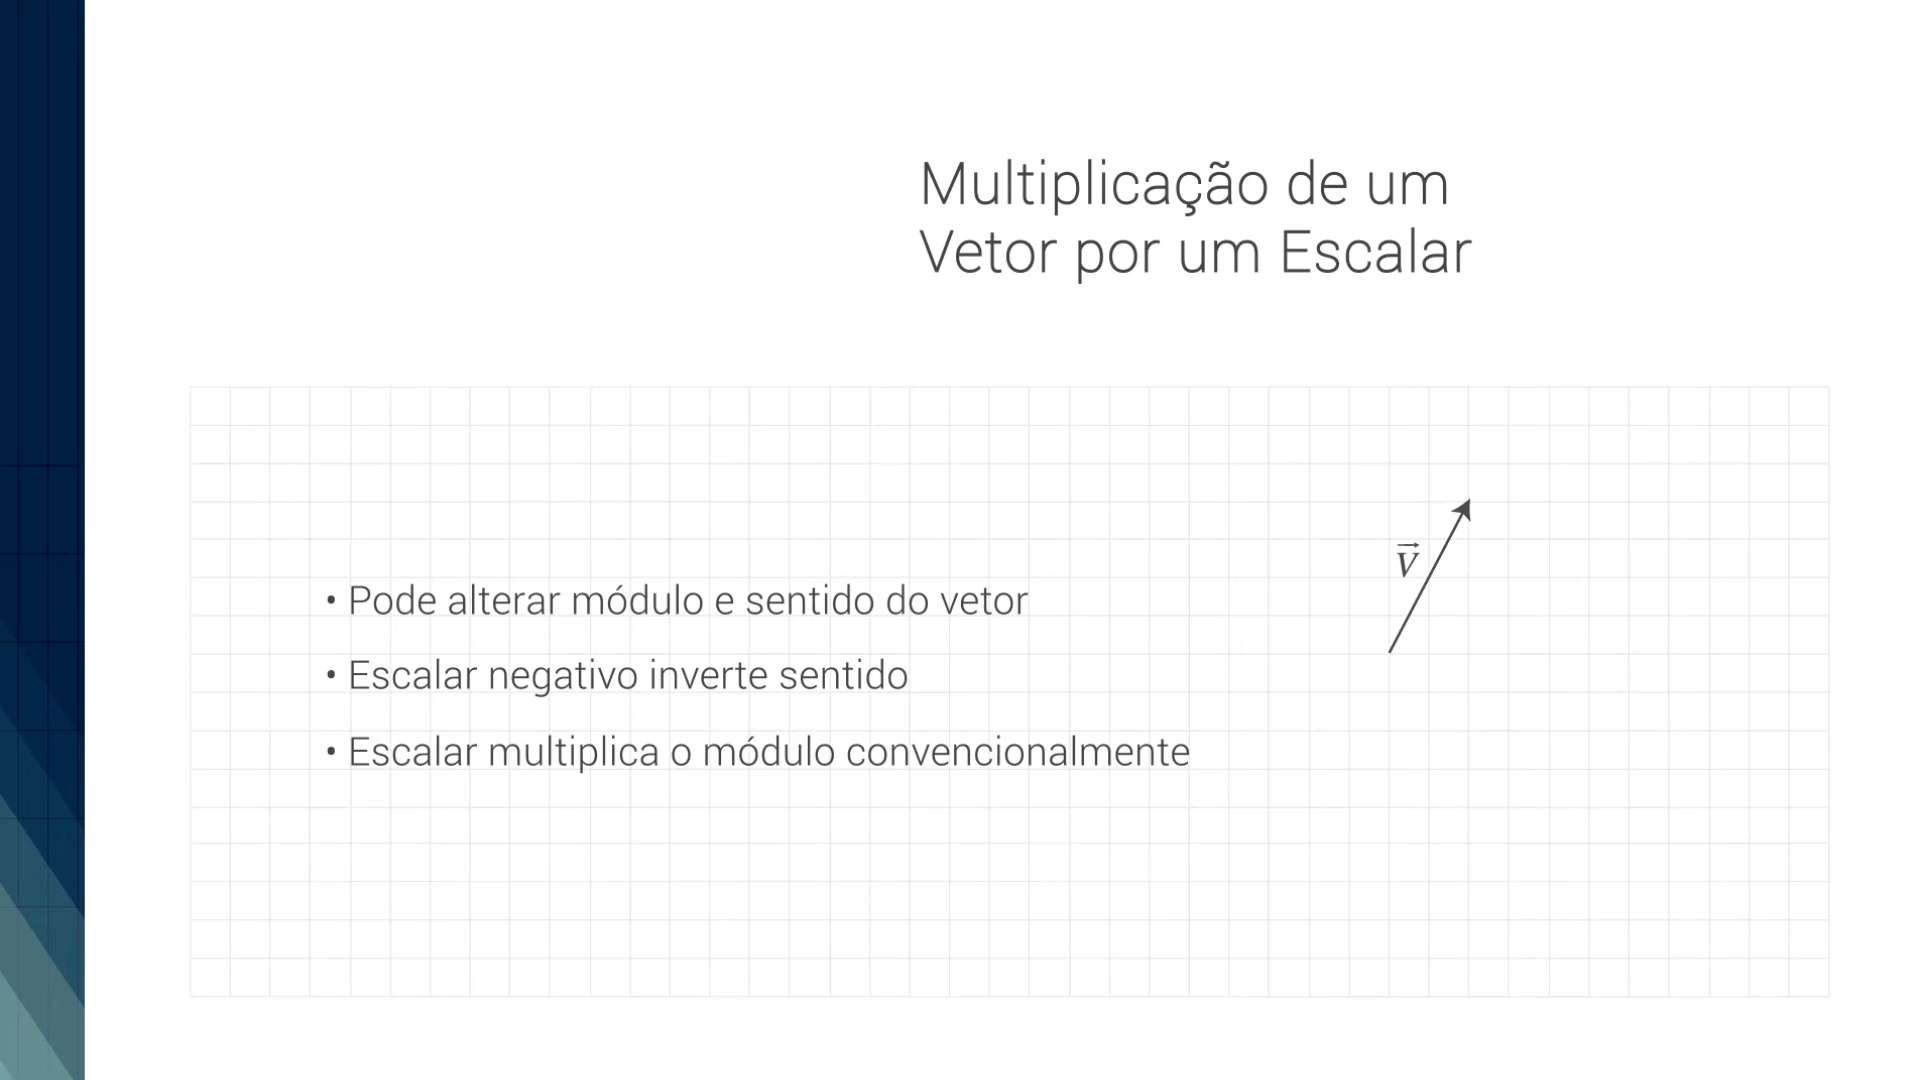 Multiplicação de um
Vetor por um Escalar
• Pode alterar módulo e sentido do vetor
• Escalar negativo inverte sentido
• Escalar multiplica o módulo convencionalmente
V⃗